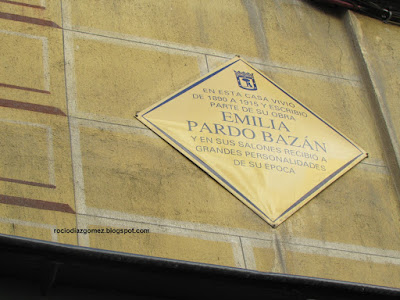 EN ESTA CASA VIVIÓ
DE 1890 A 1915 Y ESCRIBIÓ
PARTE DE SU OBRA
EMILIA
PARDO BAZÁN
Y EN SUS SALONES RECIBIÓ A
GRANDES PERSONALIDADES
DE SU ÉPOCA
rociodiazgomez.blogspot.com